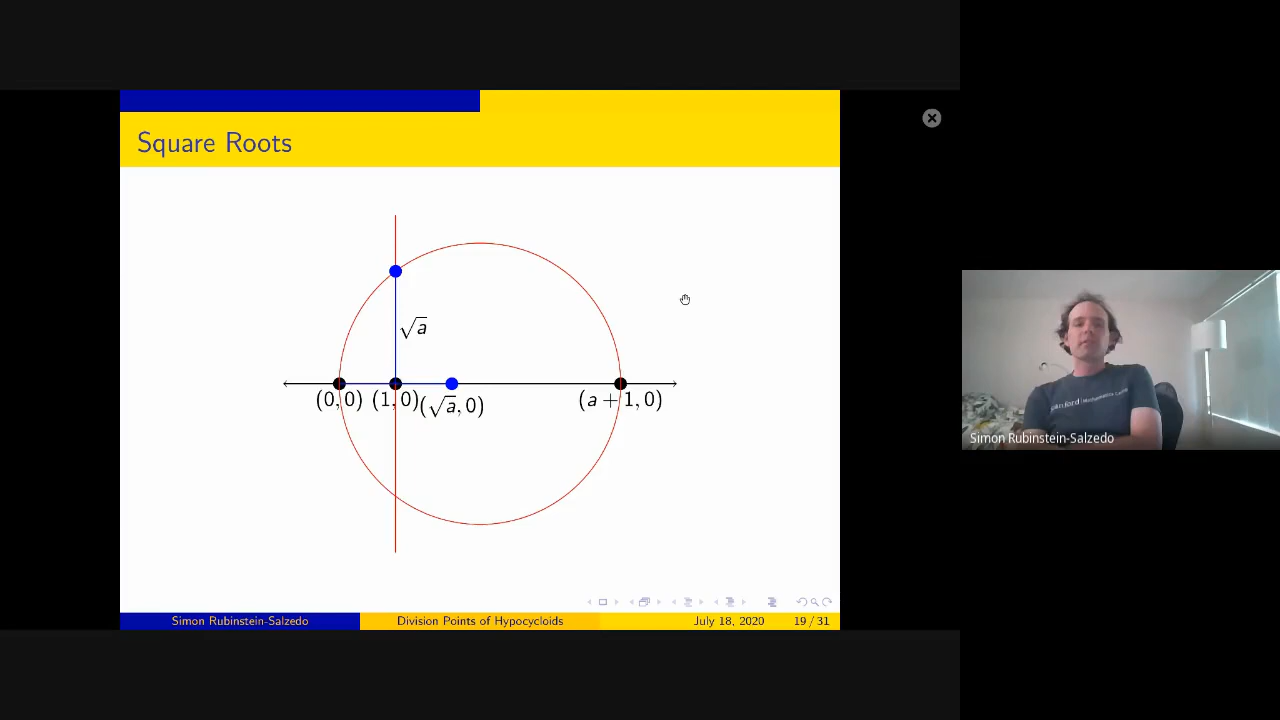 Square Roots
√a
(0, 0) (1, 0) (√a, 0) (a + 1, 0)
Simon Rubinstein-Salzedo
Simon Rubinstein-Salzedo Division Points of Hypocycloids July 18, 2020 19 / 31